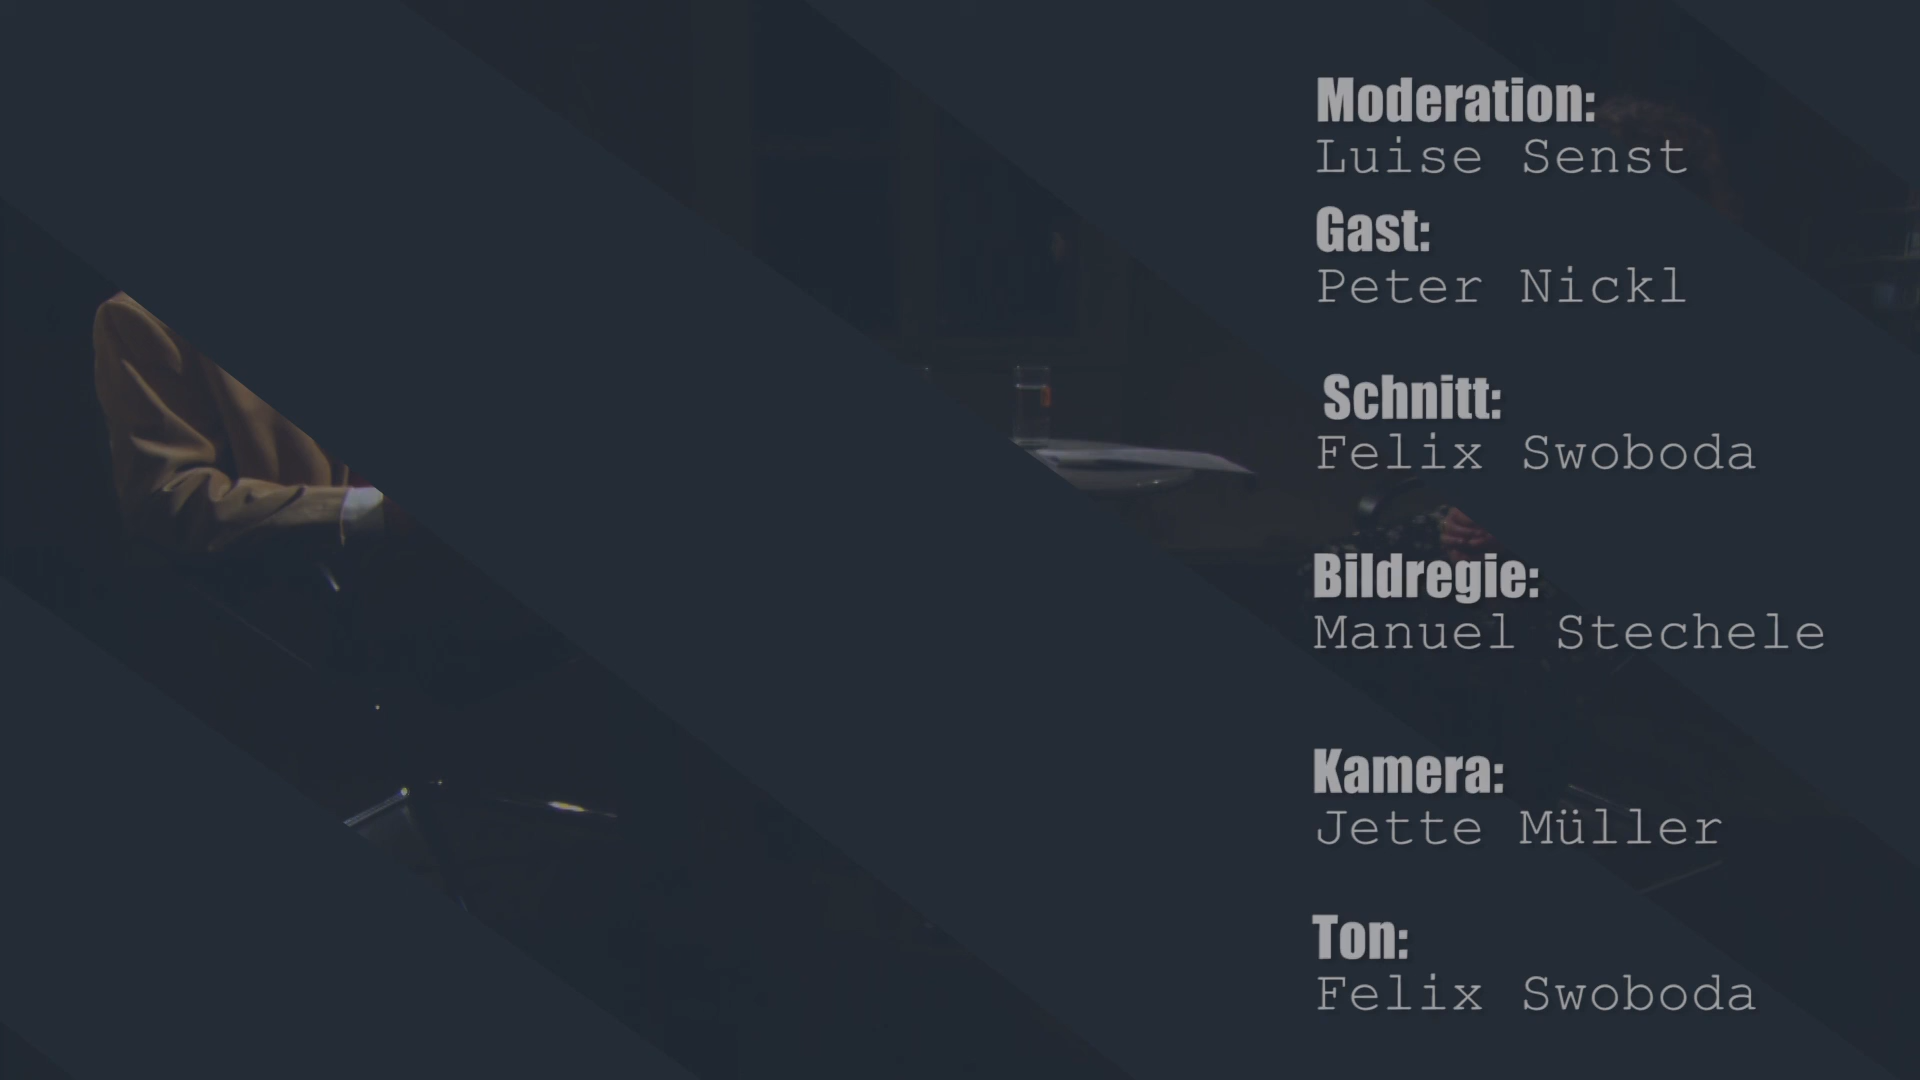 Moderation:
Luise Senst
Gast:
Peter Nickl
Schnitt:
Felix Swoboda
Bildregie:
Manuel Stechele
Kamera:
Jette Müller
Ton:
Felix Swoboda